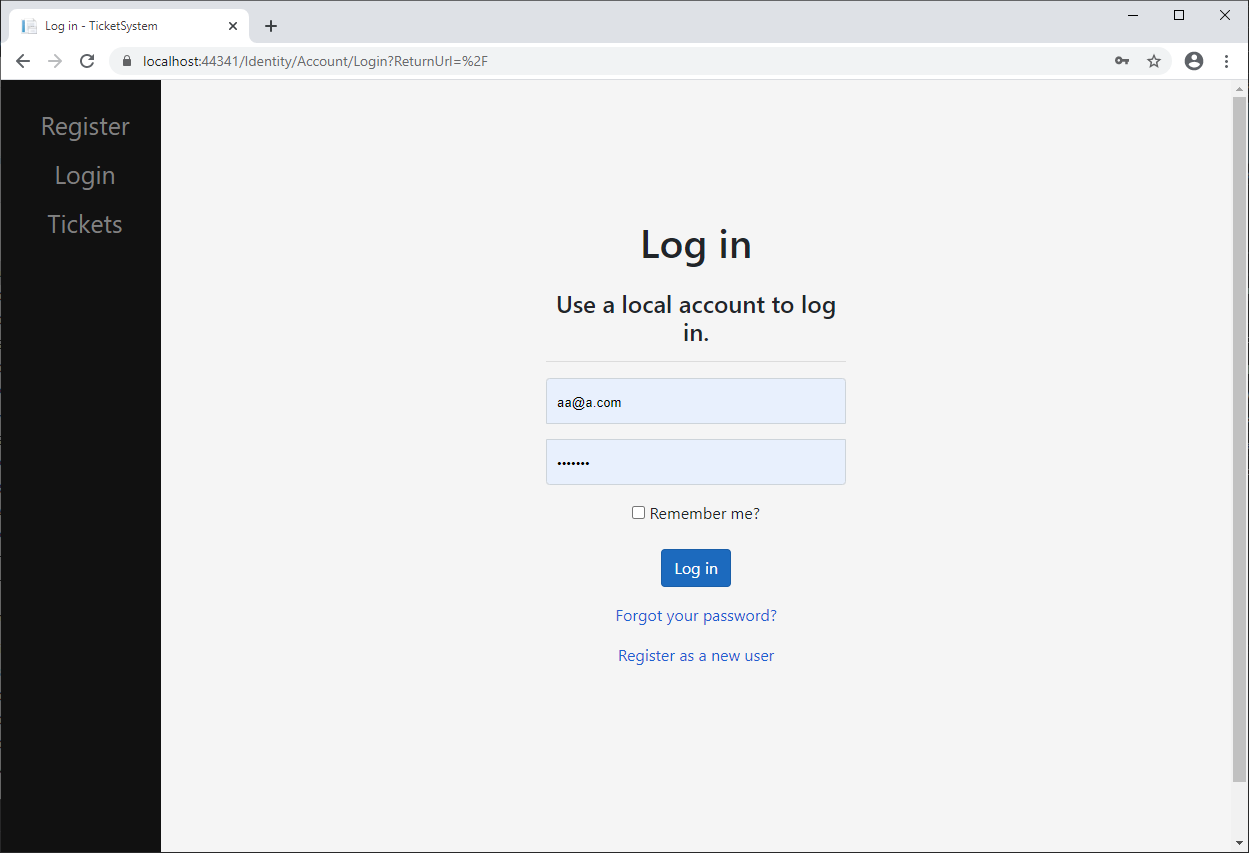 Log in - TicketSystem
localhost:44341/Identity/Account/Login?ReturnUrl=%2F
Register
Login
Tickets
Log in
Use a local account to log
in.
aa@a.com
•••••••
Remember me?
Log in
Forgot your password?
Register as a new user